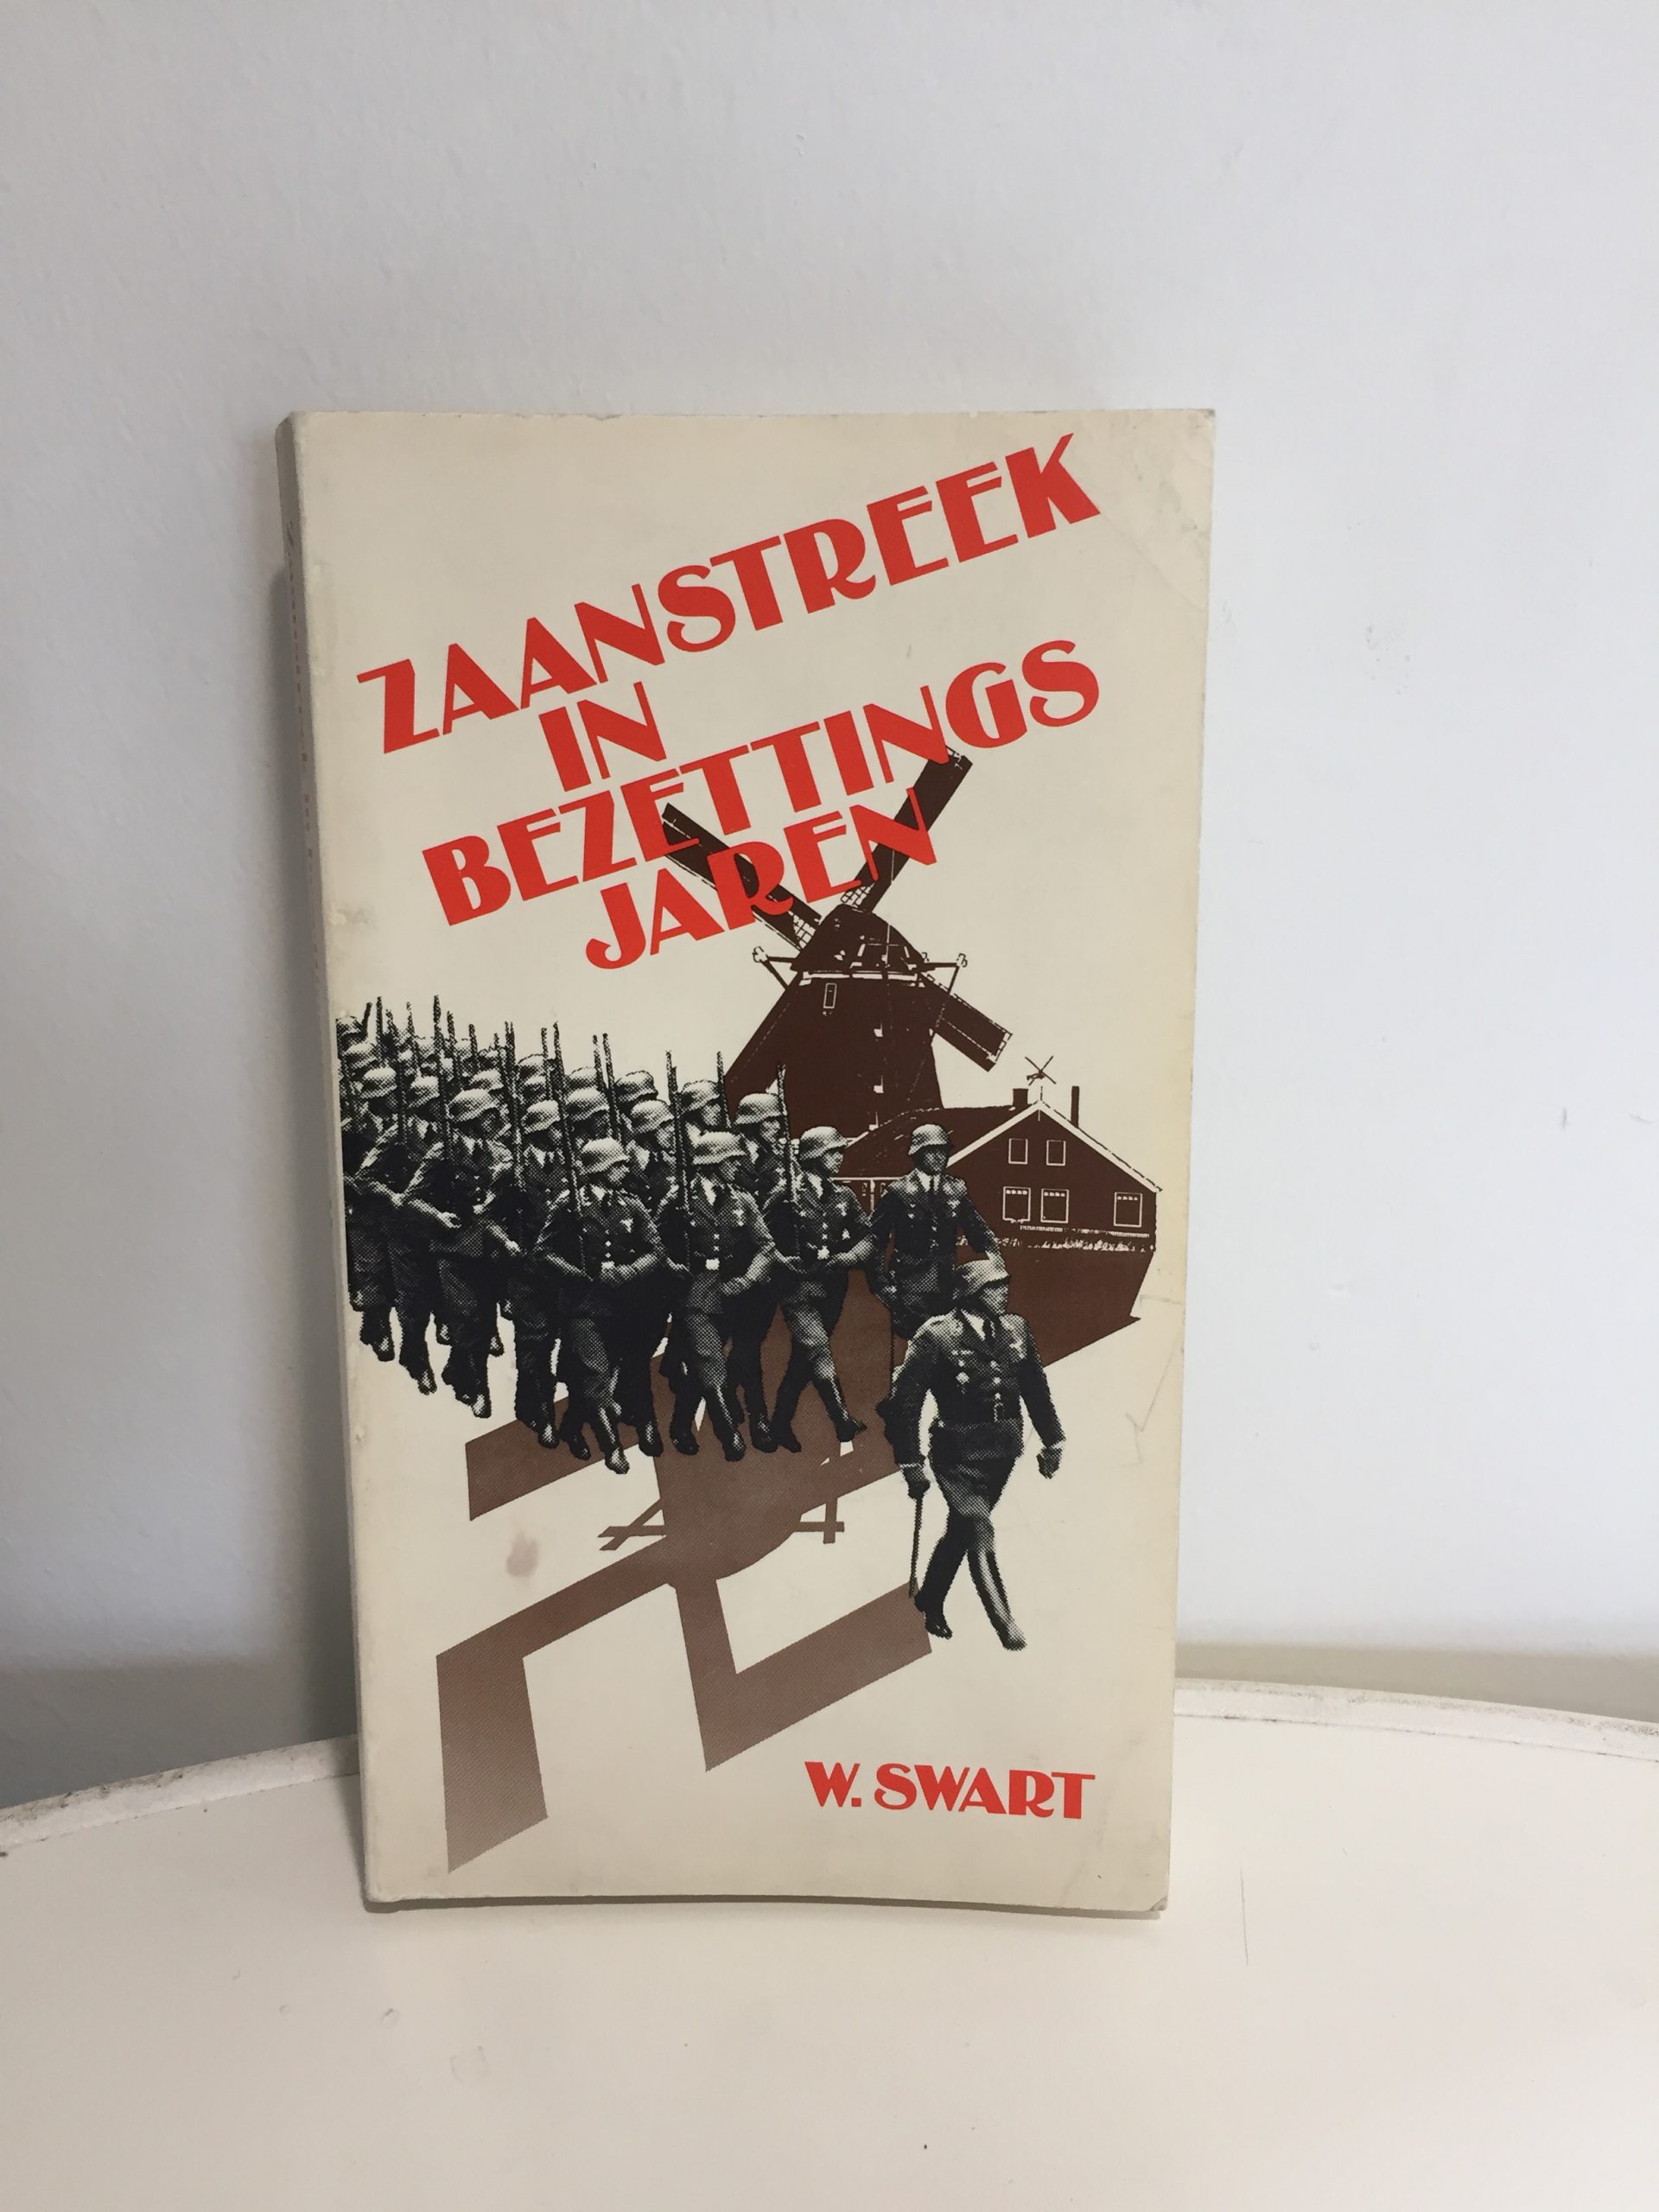 ZAANSTREEK
IN
BEZETTINGS
JAREN
W. SWART